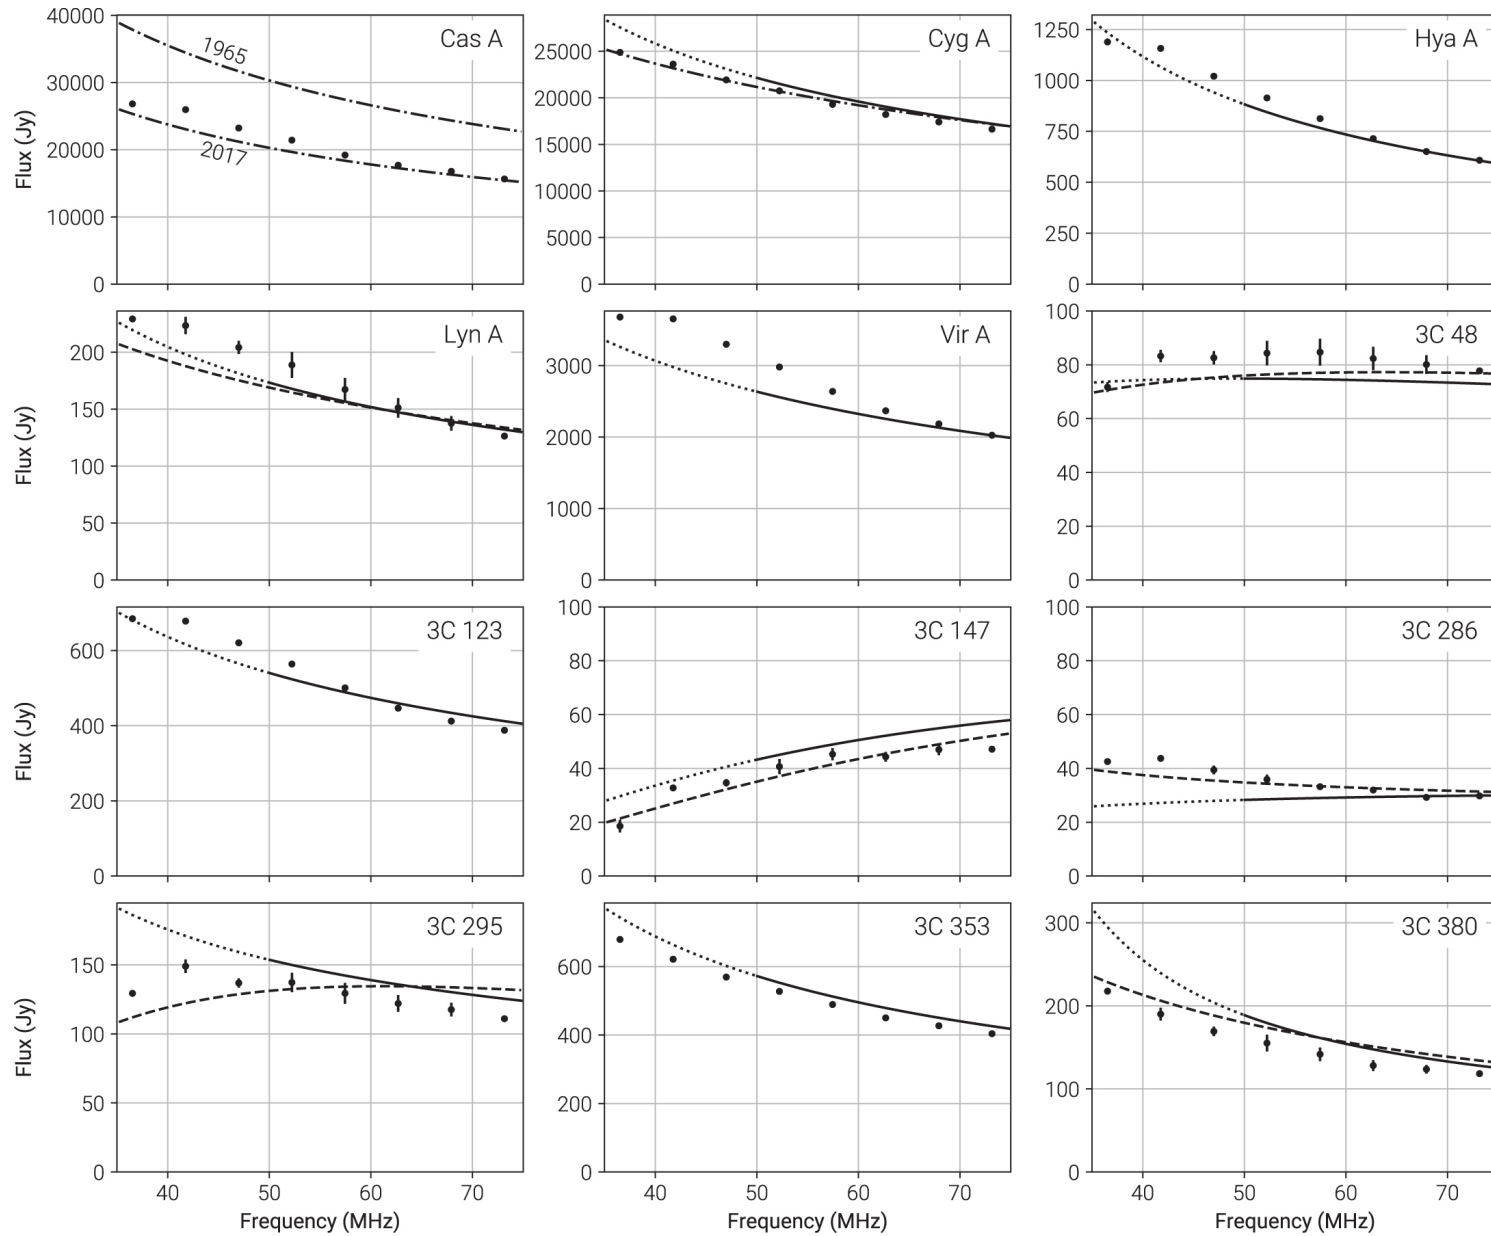 Cas A
1965
2017
Flux (Jy)
40000
30000
20000
10000
0
Cyg A
25000
20000
15000
10000
5000
0
Hya A
1250
1000
750
500
250
0
Lyn A
Flux (Jy)
200
150
100
50
0
Vir A
3000
2000
1000
0
3C 48
100
80
60
40
20
0
3C 123
Flux (Jy)
600
400
200
0
3C 147
100
80
60
40
20
0
3C 286
100
80
60
40
20
0
3C 295
Flux (Jy)
150
100
50
0
40 50 60 70
Frequency (MHz)
3C 353
600
400
200
0
40 50 60 70
Frequency (MHz)
3C 380
300
200
100
0
40 50 60 70
Frequency (MHz)